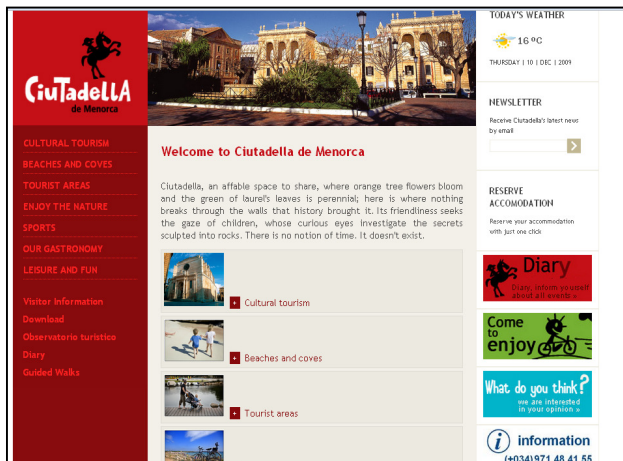 CiuTadellA
de Menorca
CULTURAL TOURISM
BEACHES AND COVES
TOURIST AREAS
ENJOY THE NATURE
SPORTS
OUR GASTRONOMY
LEISURE AND FUN
Visitor Information
Download
Observatorio turístico
Diary
Guided Walks
Welcome to Ciutadella de Menorca
Ciutadella, an affable space to share, where orange tree flowers bloom
and the green of laurel's leaves is perennial; here is where nothing
breaks through the walls that history brought it. Its friendliness seeks
the gaze of children, whose curious eyes investigate the secrets
sculpted into rocks. There is no notion of time. It doesn't exist.
+ Cultural tourism
+ Beaches and coves
+ Tourist areas
TODAY'S WEATHER
16 ºC
THURSDAY | 10 | DEC | 2009
NEWSLETTER
Receive Ciutadella's latest news
by email
RESERVE
ACCOMODATION
Reserve your accommodation
with just one click
Diary
Diary, inform youself
about all events »
Come
to
enjoy
What do you think?
we are interested
in your opinion »
i information
(+034) 971 48 41 55